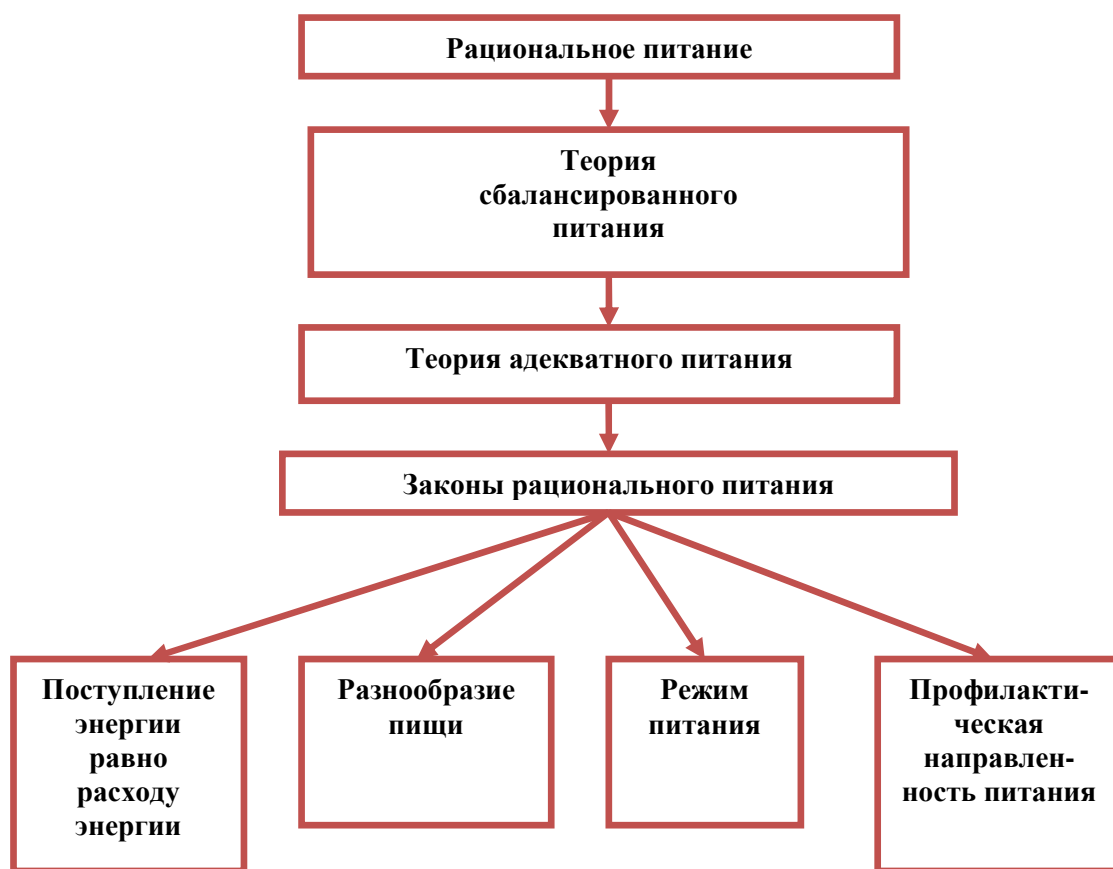 Рациональное питание
Теория
сбалансированного
питания
Теория адекватного питания
Законы рационального питания
Поступление
энергии
равно
расходу
энергии
Разнообразие
пищи
Режим
питания
Профилакти-
ческая
направлен-
ность питания